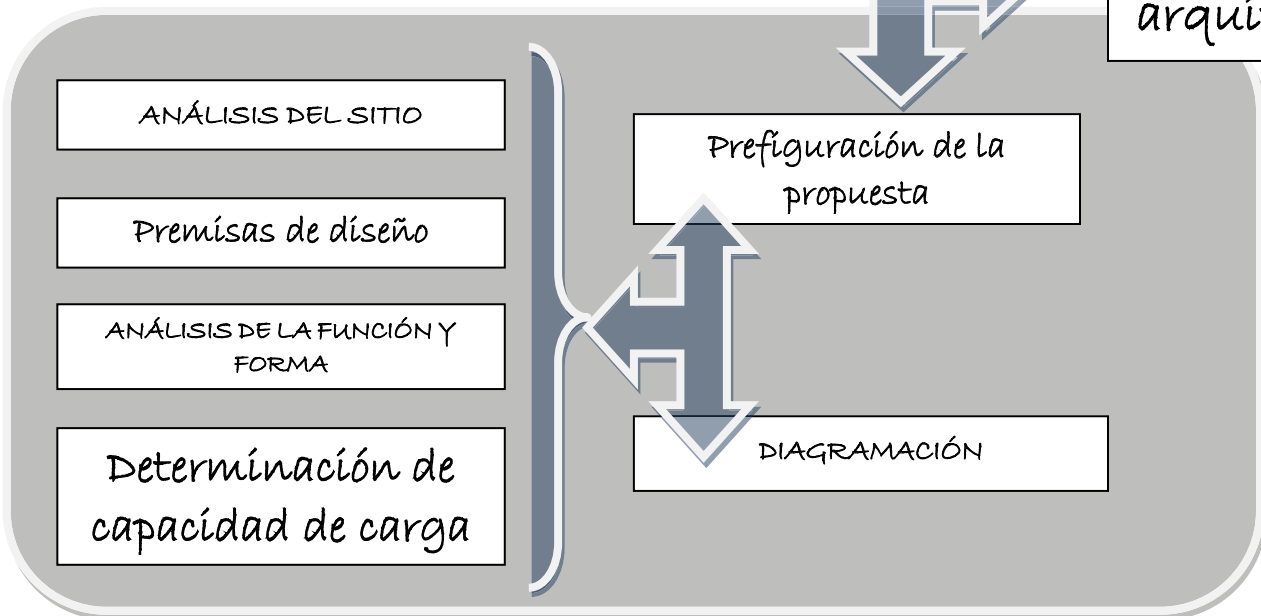 ANÁLISIS DEL SITIO
Premisas de diseño
ANÁLISIS DE LA FUNCIÓN Y
FORMA
Determinación de
capacidad de carga
Prefiguración de la
propuesta
DIAGRAMACIÓN